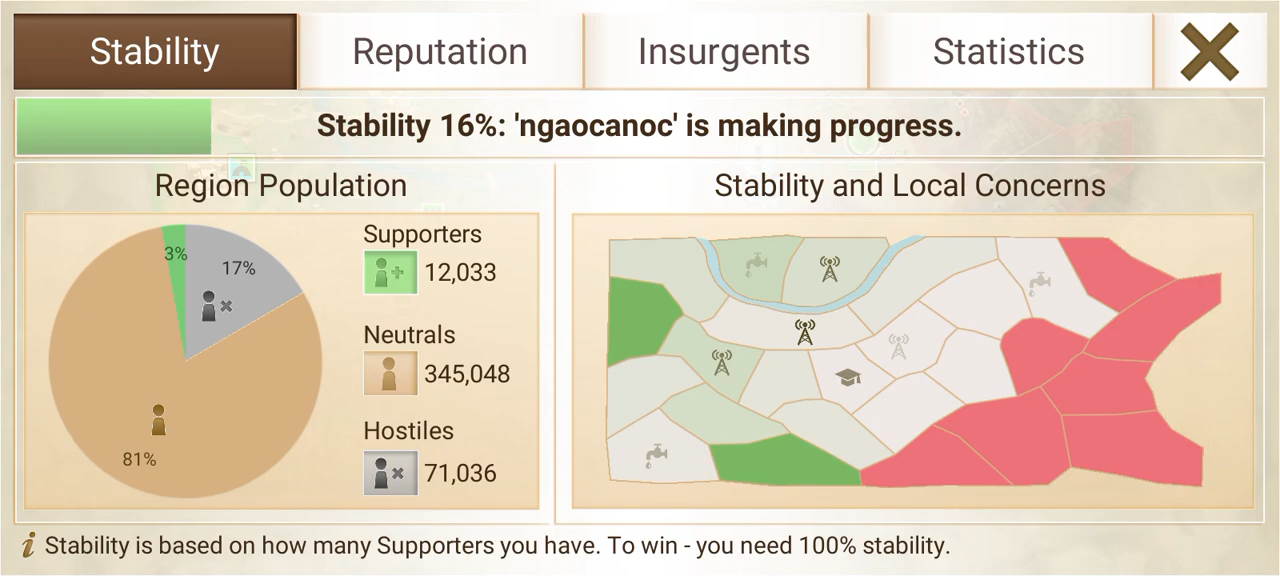 Stability
Reputation
Insurgents
Statistics
Stability 16%: 'ngaocanoc' is making progress.
Region Population
3%
17%
81%
Supporters
12,033
Neutrals
345,048
Hostiles
71,036
Stability and Local Concerns
i Stability is based on how many Supporters you have. To win - you need 100% stability.